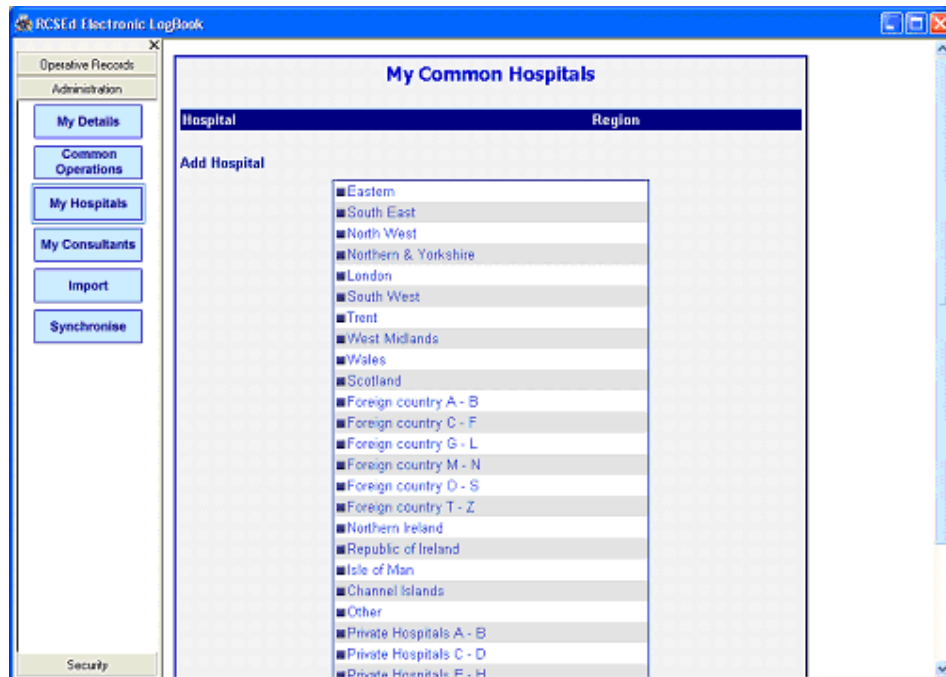 RCSEd Electronic LogBook
Operative Records
Administration
My Details
Common
Operations
My Hospitals
My Consultants
Import
Synchronise
Security
My Common Hospitals
Hospital Region
Add Hospital
Eastern
South East
North West
Northern & Yorkshire
London
South West
Trent
West Midlands
Wales
Scotland
Foreign country A - B
Foreign country C - F
Foreign country G - L
Foreign country M - N
Foreign country O - S
Foreign country T - Z
Northern Ireland
Republic of Ireland
Isle of Man
Channel Islands
Other
Private Hospitals A - B
Private Hospitals C - D
Private Hospitals E - H